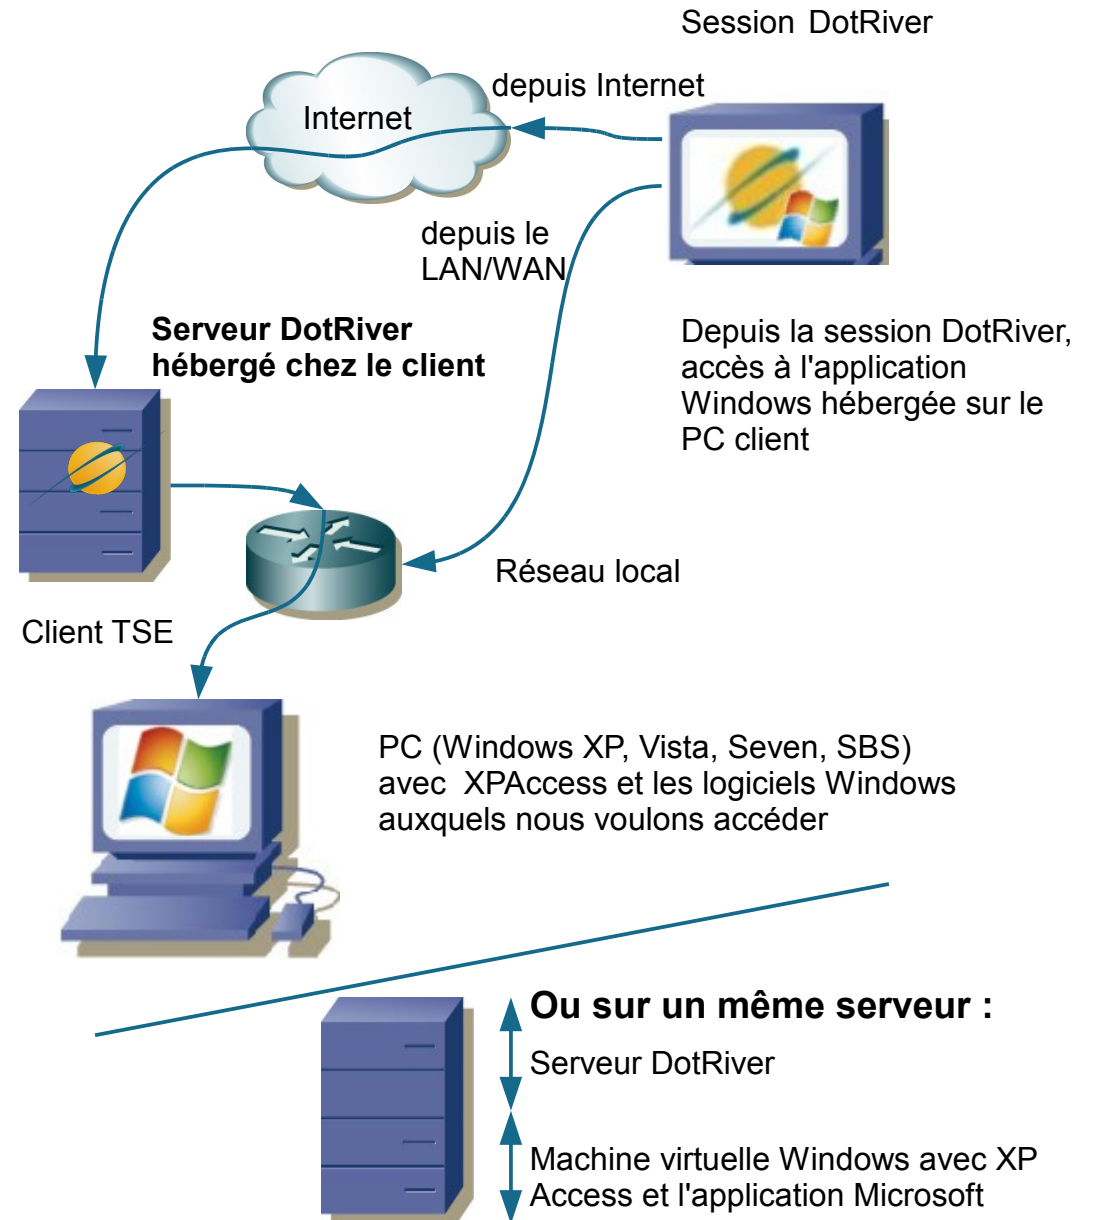 Session DotRiver
depuis Internet
Internet
depuis le
LAN/WAN
Serveur DotRiver
hébergé chez le client
Depuis la session DotRiver,
accès à l'application
Windows hébergée sur le
PC client
Réseau local
Client TSE
PC (Windows XP, Vista, Seven, SBS)
avec XPAccess et les logiciels Windows
auxquels nous voulons accéder
Ou sur un même serveur :
Serveur DotRiver
Machine virtuelle Windows avec XP
Access et l'application Microsoft